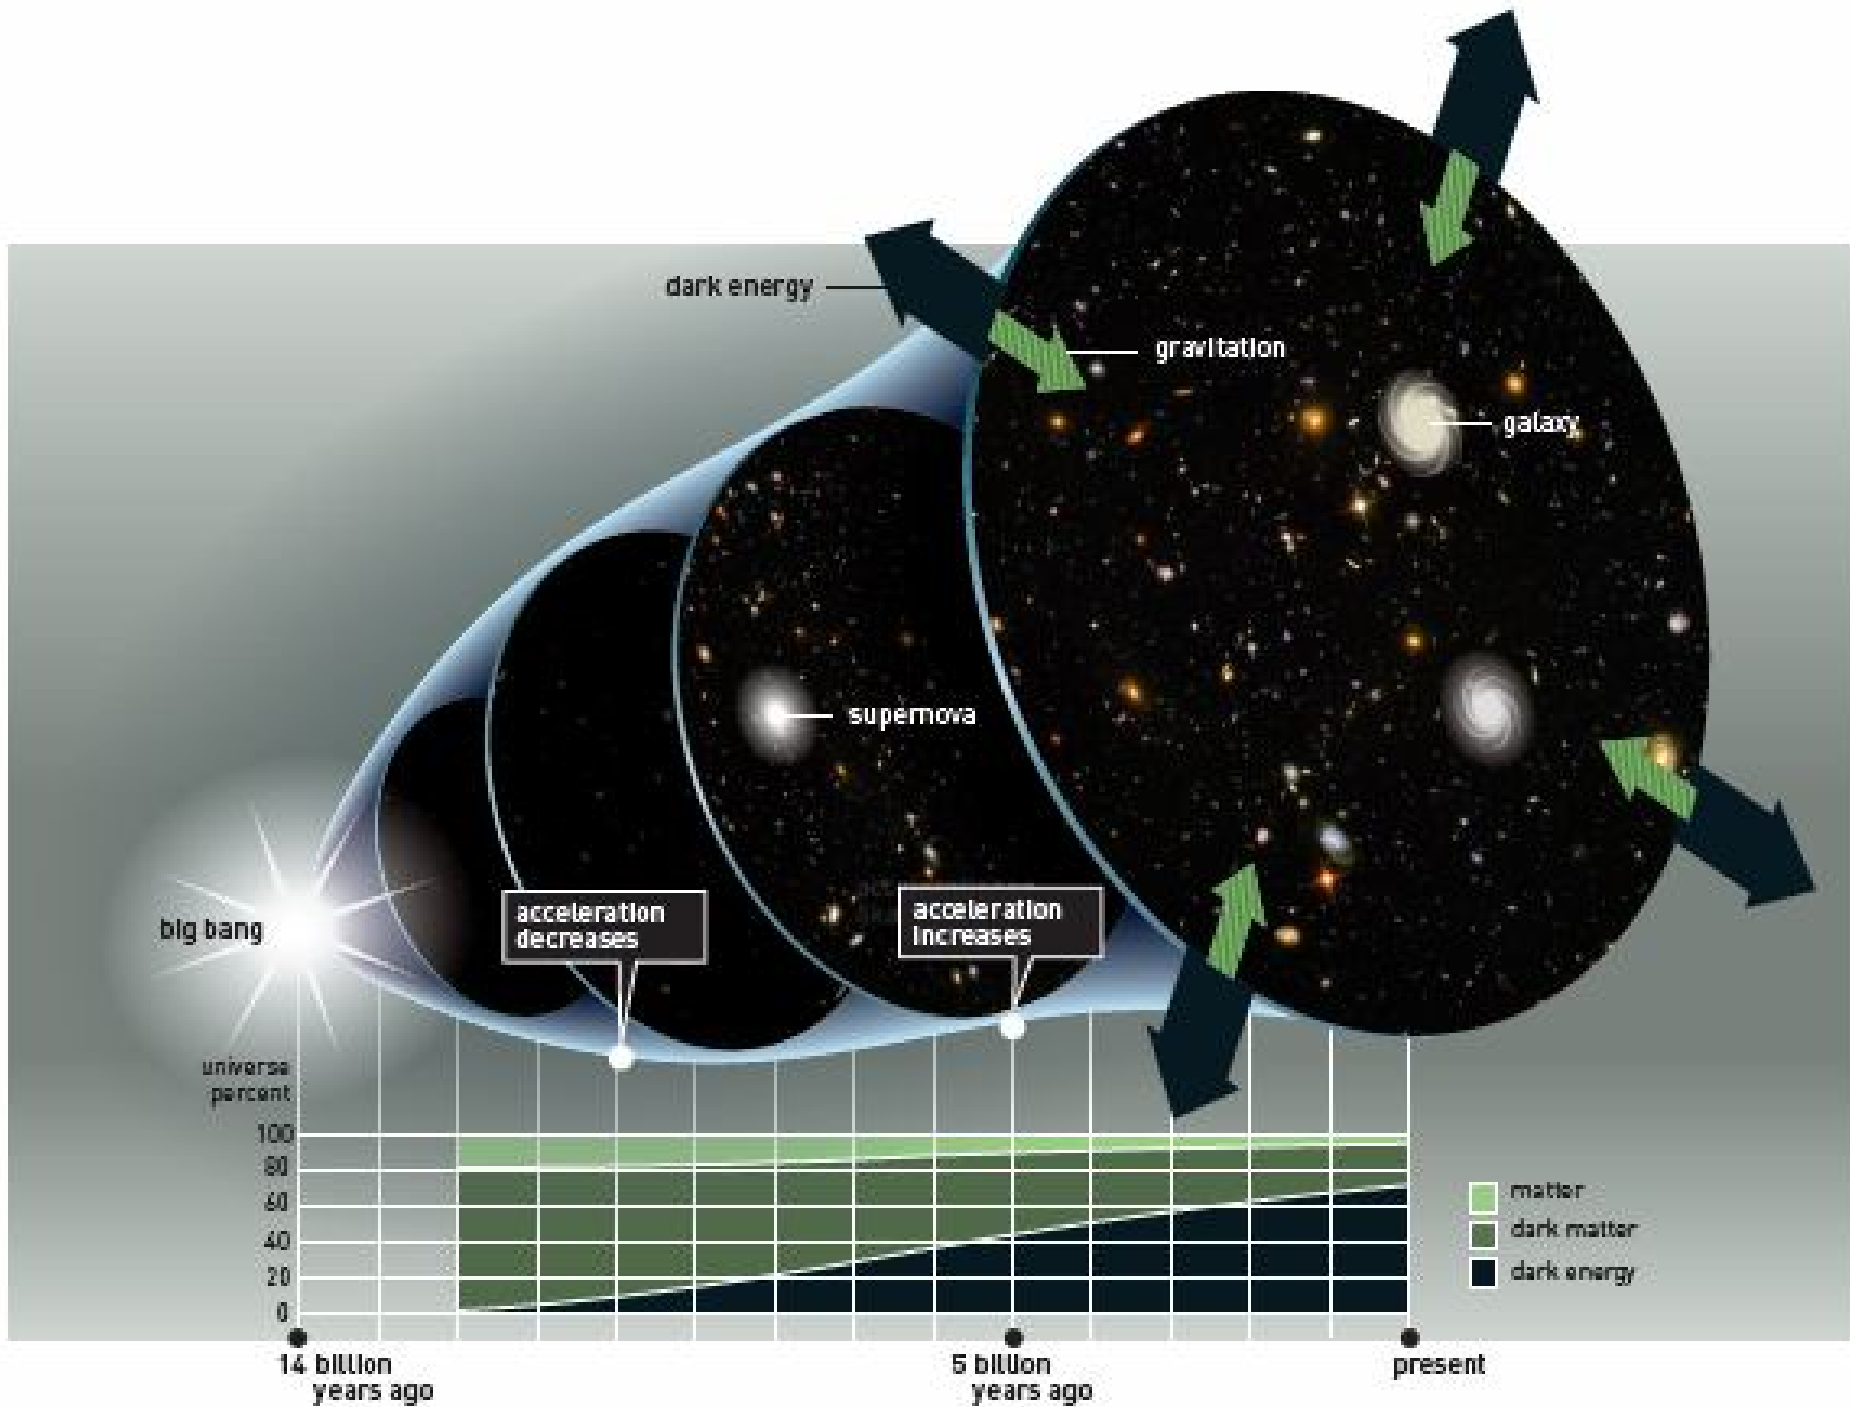 dark energy
gravitation
galaxy
supernova
acceleration
decreases
acceleration
increases
big bang
universe
percent
100
80
60
40
20
0
matter
dark matter
dark energy
14 billion
years ago
5 billion
years ago
present